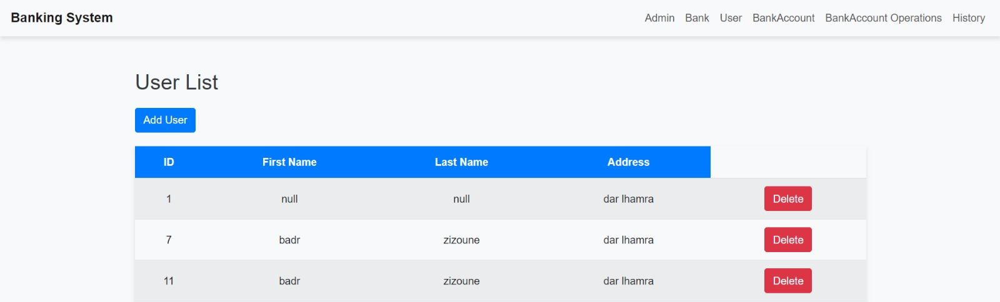 Banking System Admin Bank User BankAccount BankAccount Operations History
User List
Add User
ID First Name Last Name Address
1 null null dar lhamra Delete
7 badr zizoune dar lhamra Delete
11 badr zizoune dar lhamra Delete